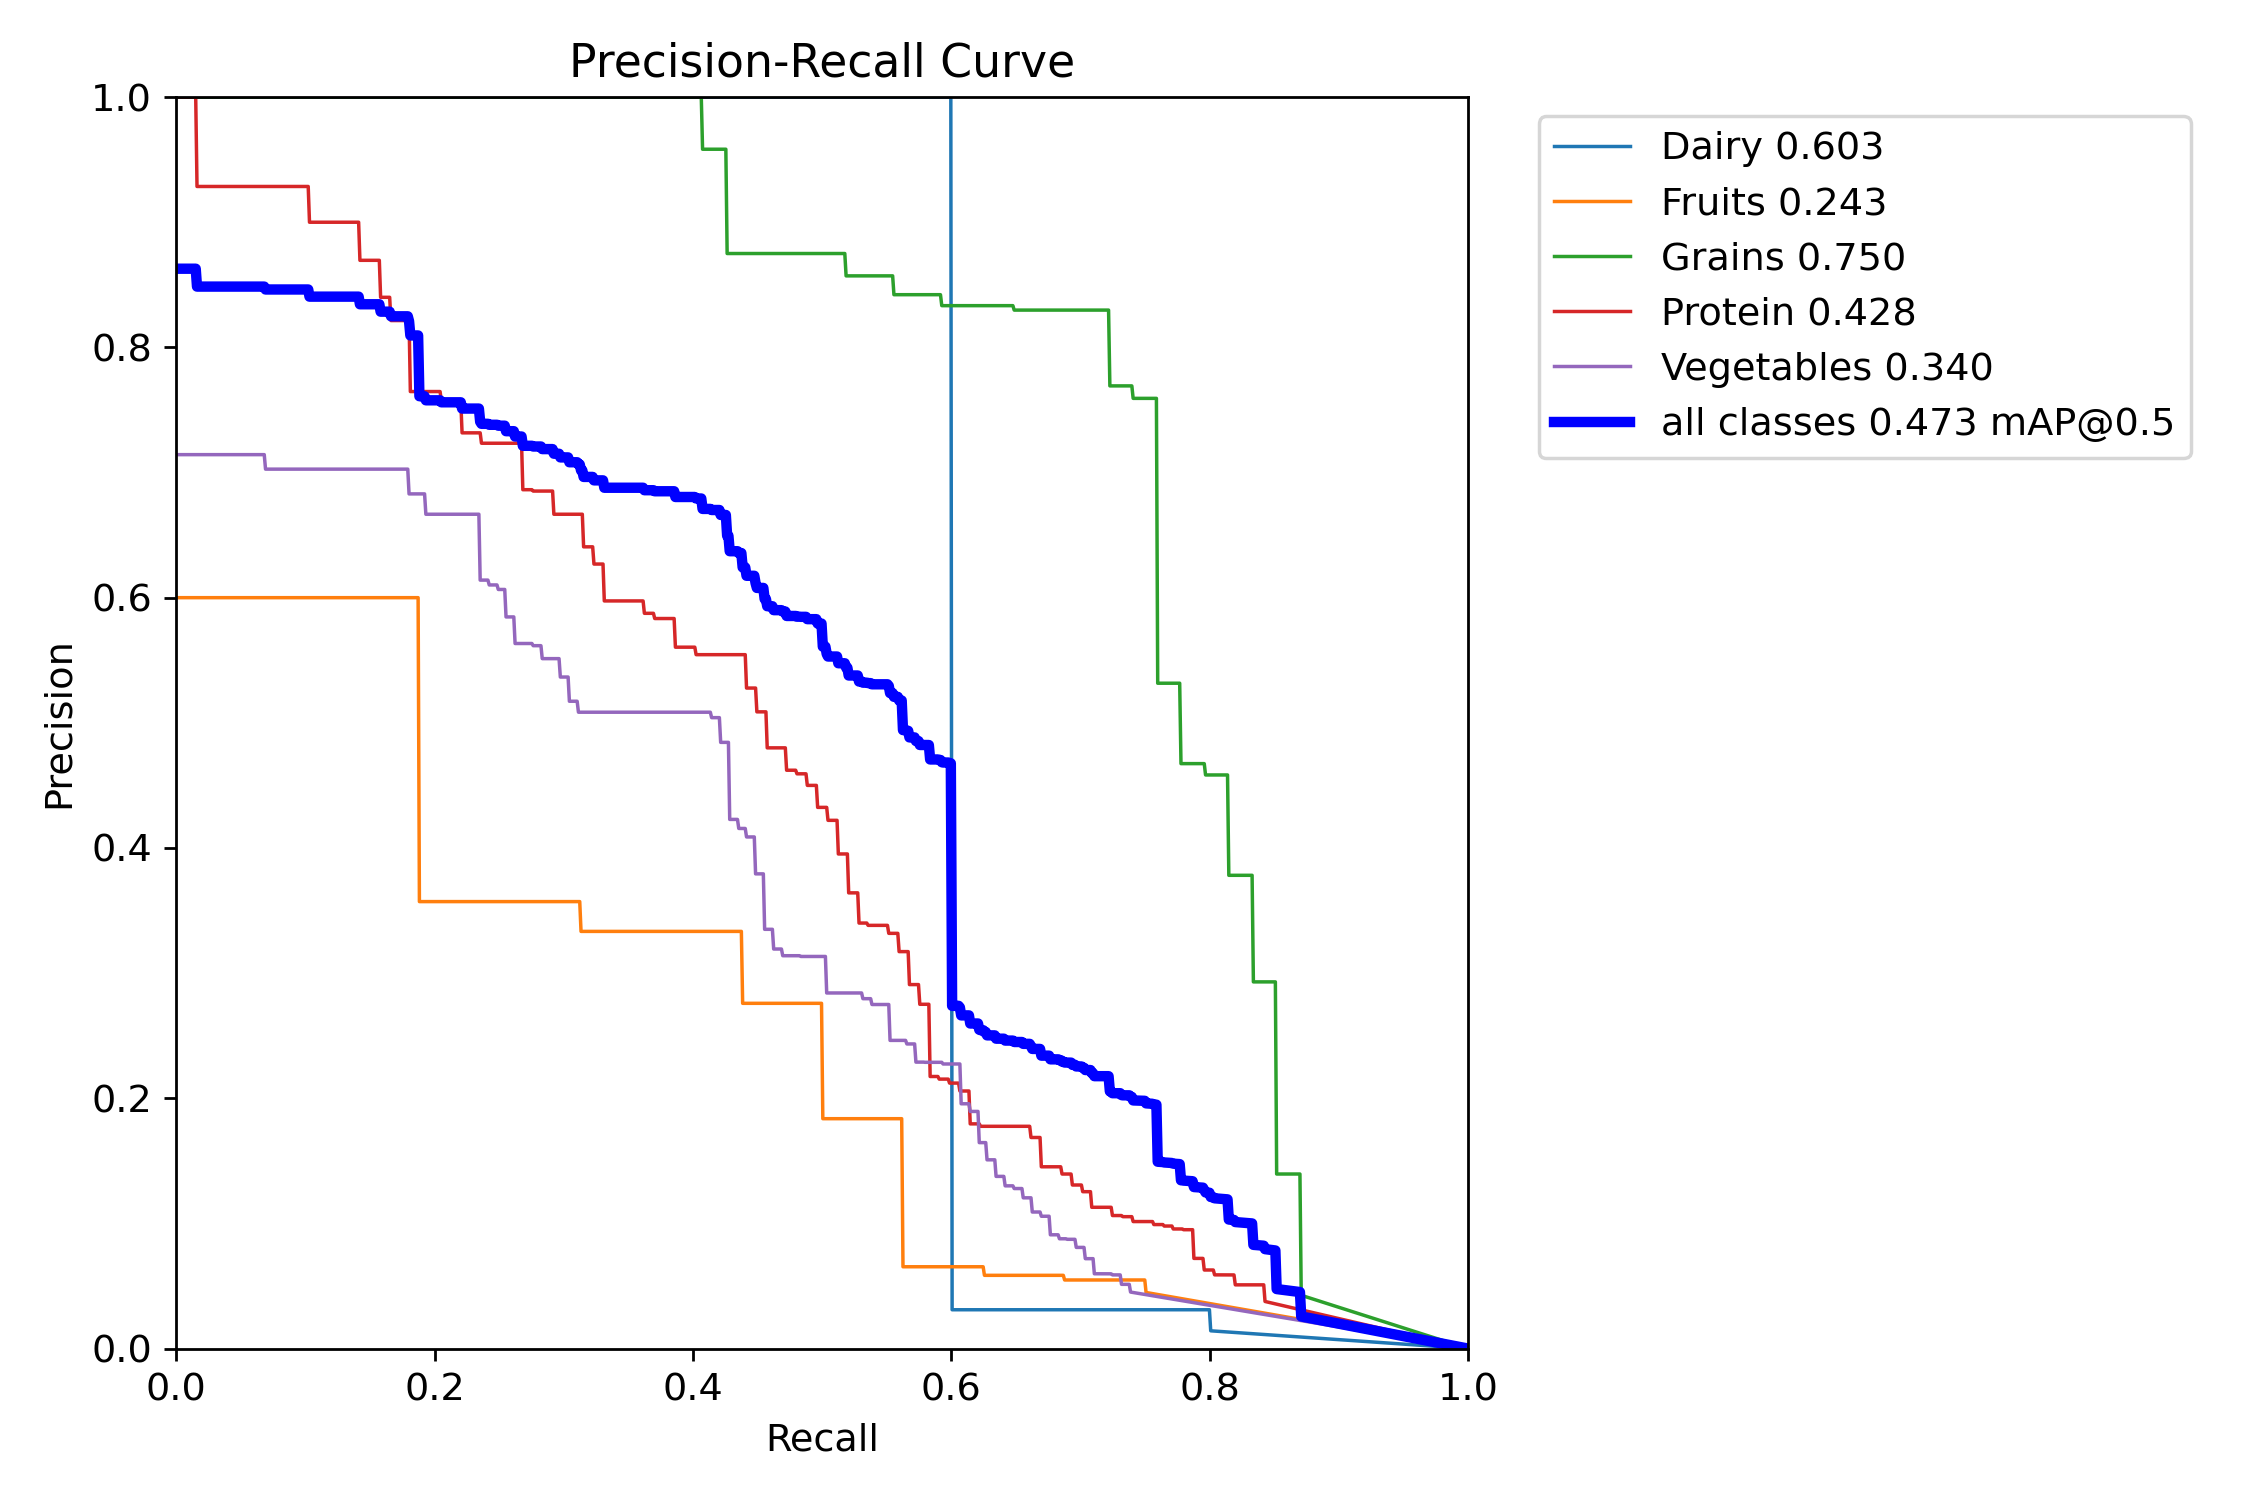 Precision-Recall Curve
1.0
0.8
0.6
0.4
0.2
0.0
Precision
0.0 0.2 0.4 0.6 0.8 1.0
Recall
Dairy 0.603
Fruits 0.243
Grains 0.750
Protein 0.428
Vegetables 0.340
all classes 0.473 mAP@0.5